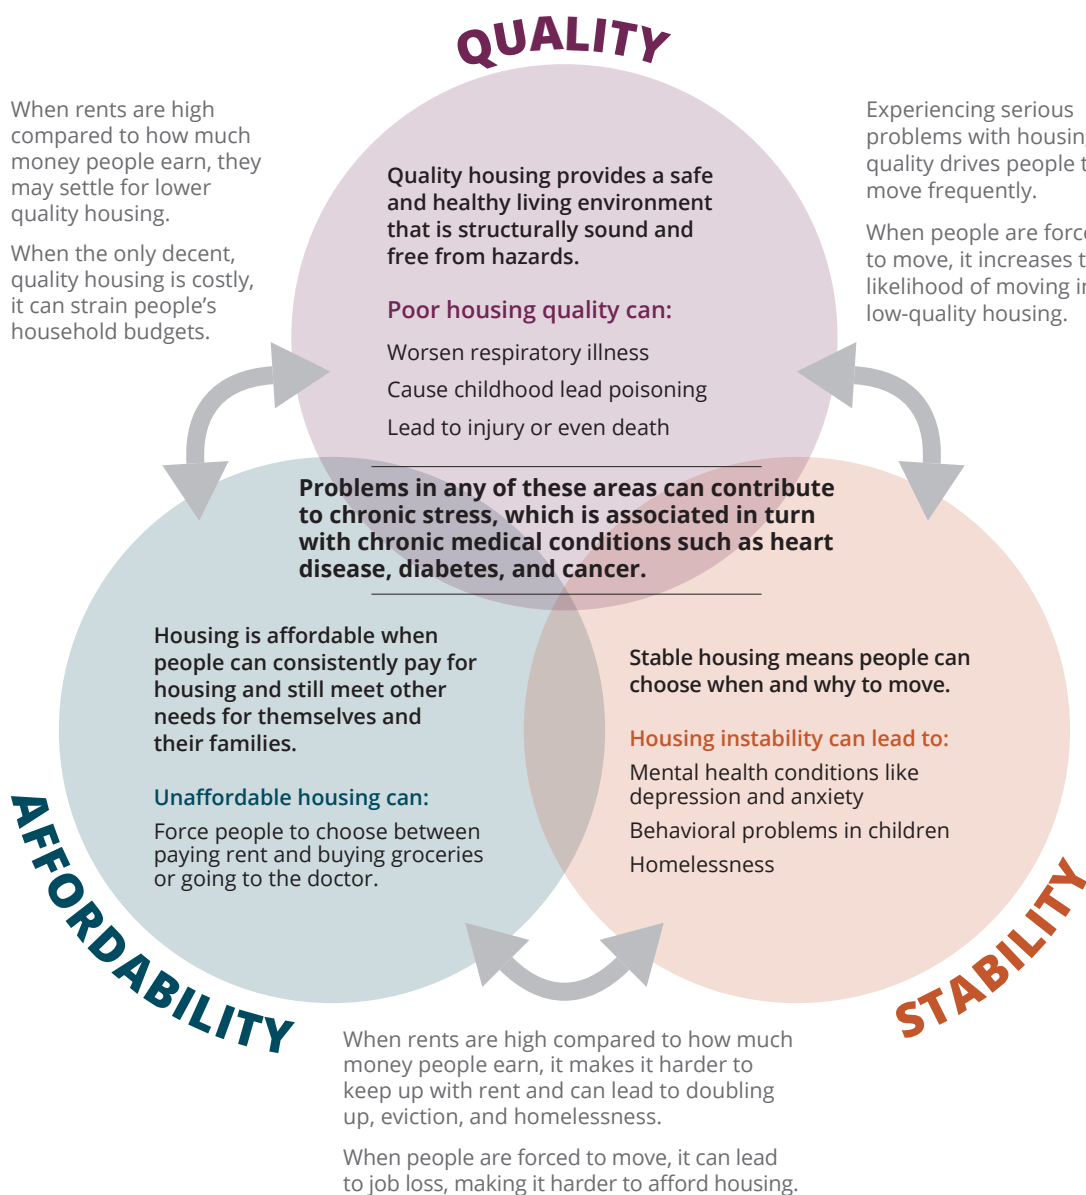 QUALITY
When rents are high
compared to how much
money people earn, they
may settle for lower
quality housing.
When the only decent,
quality housing is costly,
it can strain people's
household budgets.
Experiencing serious
problems with housing
quality drives people t
move frequently.
When people are force
to move, it increases t
likelihood of moving in
low-quality housing.
Quality housing provides a safe
and healthy living environment
that is structurally sound and
free from hazards.
Poor housing quality can:
Worsen respiratory illness
Cause childhood lead poisoning
Lead to injury or even death
Problems in any of these areas can contribute
to chronic stress, which is associated in turn
with chronic medical conditions such as heart
disease, diabetes, and cancer.
Housing is affordable when
people can consistently pay for
housing and still meet other
needs for themselves and
their families.
Unaffordable housing can:
Force people to choose between
paying rent and buying groceries
or going to the doctor.
AFFORDABILITY
Stable housing means people can
choose when and why to move.
Housing instability can lead to:
Mental health conditions like
depression and anxiety
Behavioral problems in children
Homelessness
STABILITY
When rents are high compared to how much
money people earn, it makes it harder to
keep up with rent and can lead to doubling
up, eviction, and homelessness.
When people are forced to move, it can lead
to job loss, making it harder to afford housing.